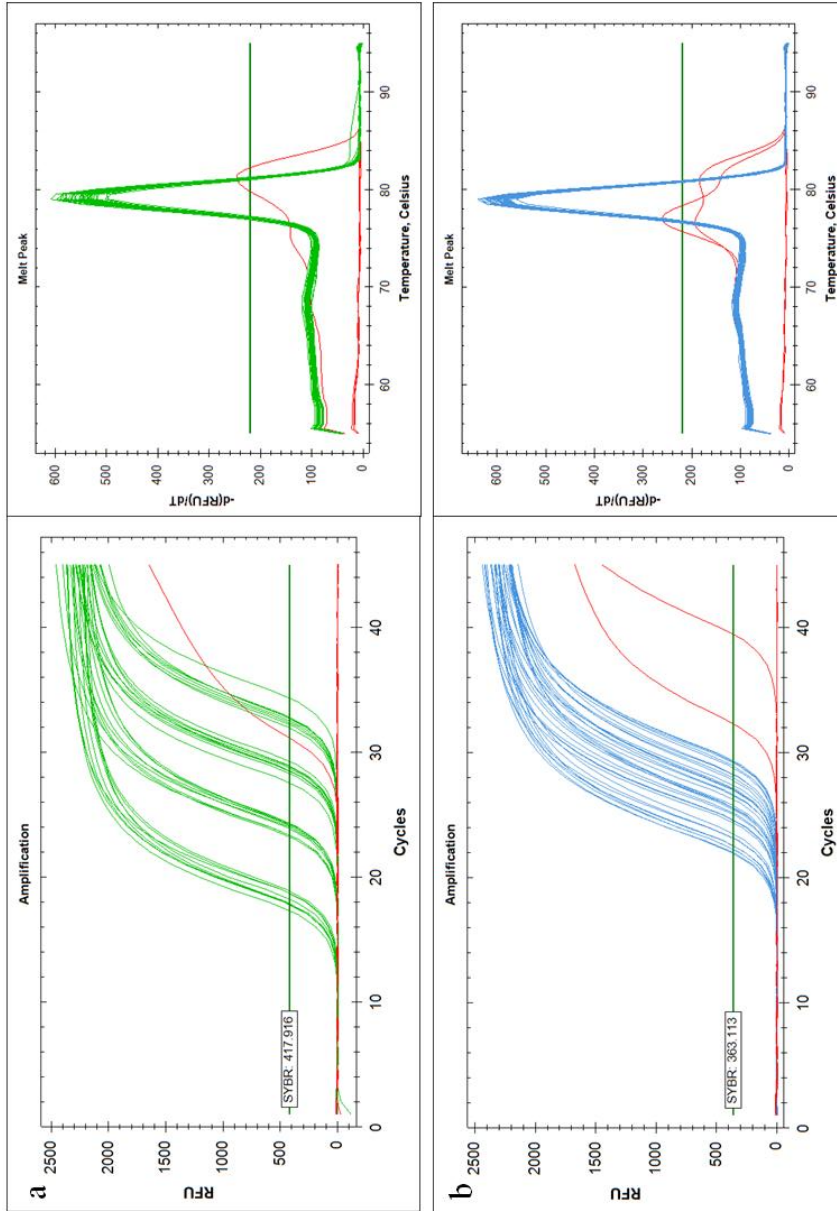 a
Amplification
2500
2000
1500
1000
500
0
RFU
SYBR: 417.916
0
10
20
30
40
Cycles
Melt Peak
600
500
400
300
200
100
0
-d(RFU)/dT
60
70
80
90
Temperature, Celsius
b
Amplification
2500
2000
1500
1000
500
0
RFU
SYBR: 363.113
0
10
20
30
40
Cycles
Melt Peak
600
500
400
300
200
100
0
-d(RFU)/dT
60
70
80
90
Temperature, Celsius